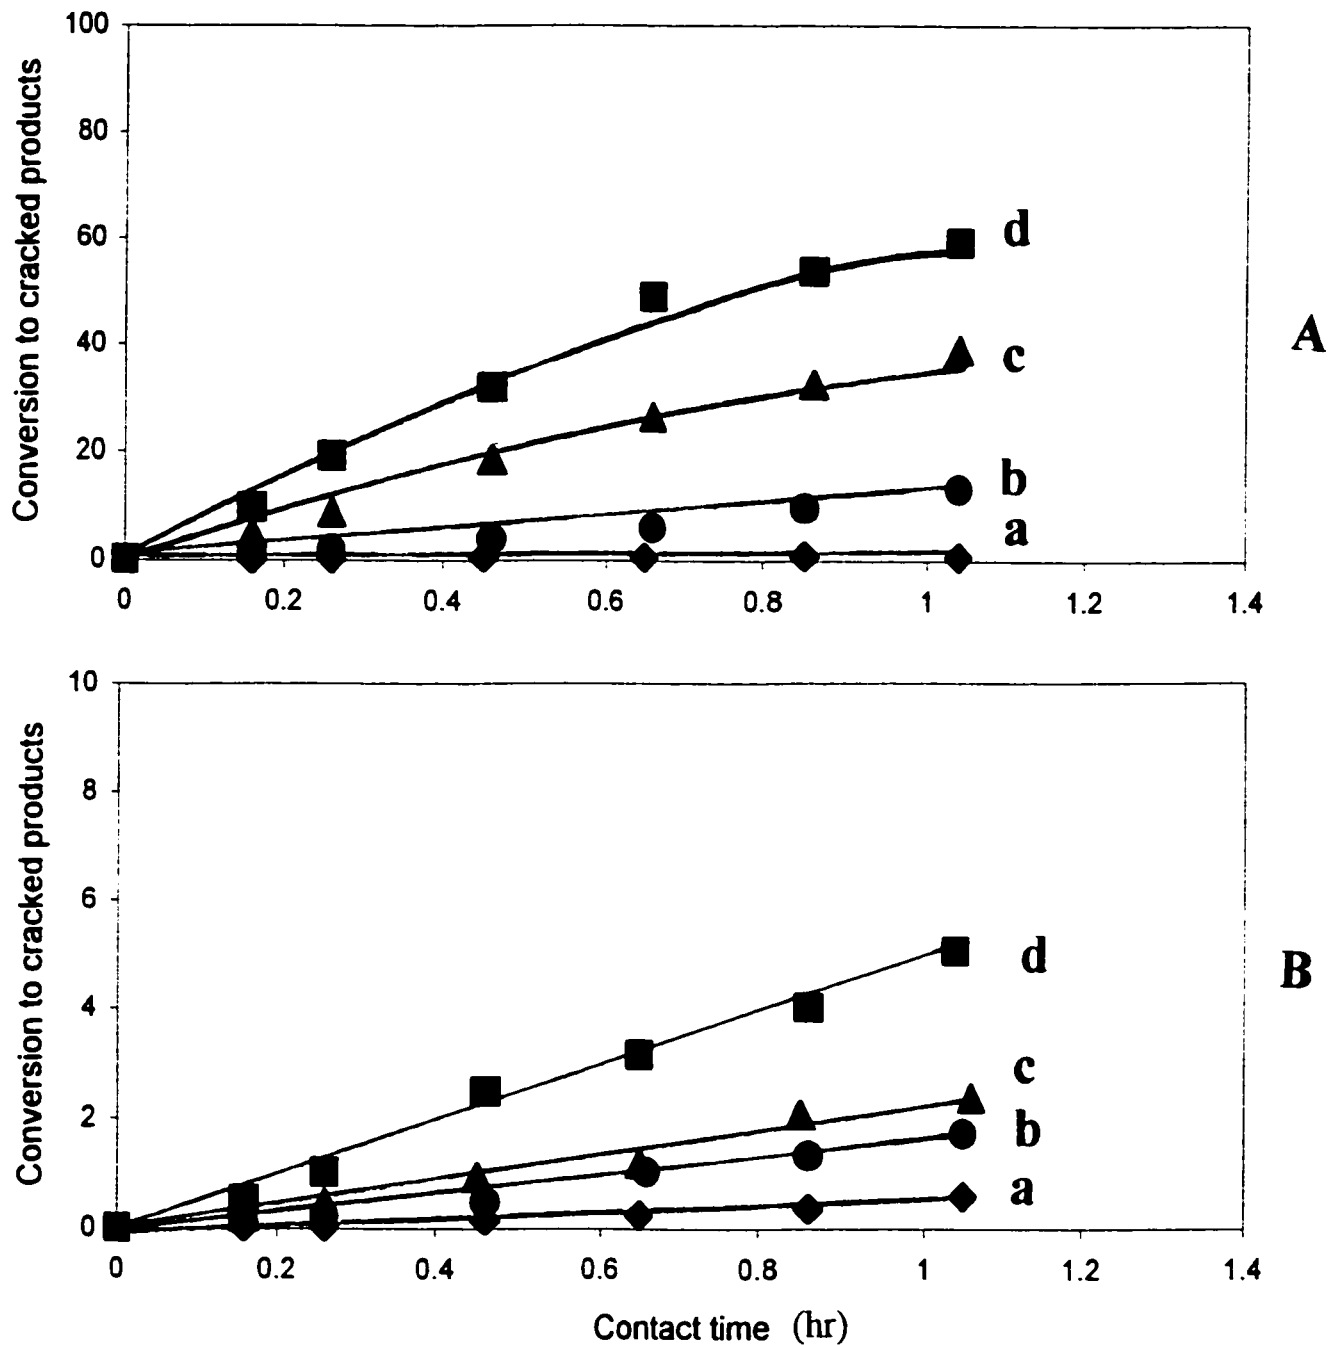 Conversion to cracked products
100
80
60
40
20
0
0 0.2 0.4 0.6 0.8 1 1.2 1.4
d
c
b
a
A
Conversion to cracked products
10
8
6
4
2
0
0 0.2 0.4 0.6 0.8 1 1.2 1.4
d
c
b
a
B
Contact time (hr)